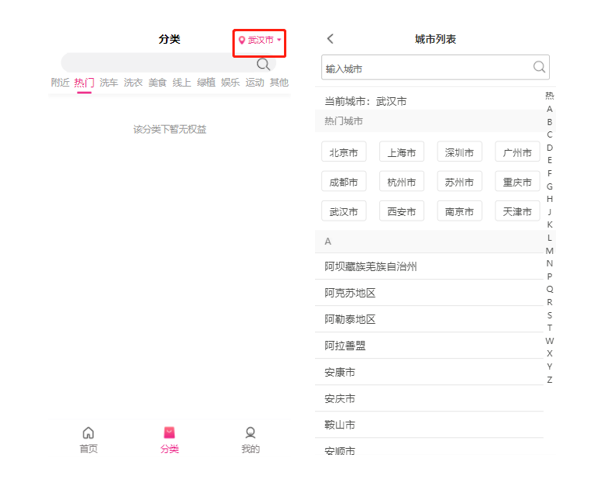 分类
武汉市
附近 热门 洗车 洗衣 美食 线上 绿植 娱乐 运动 其他
该分类下暂无权益
首页
分类
我的
城市列表
输入城市
当前城市：武汉市
热门城市
北京市 上海市 深圳市 广州市
成都市 杭州市 苏州市 重庆市
武汉市 西安市 南京市 天津市
A
阿坝藏族羌族自治州
阿克苏地区
阿勒泰地区
阿拉善盟
安康市
安庆市
鞍山市
安顺市
热
A
B
C
D
E
F
G
H
J
K
L
M
N
P
Q
R
S
T
W
X
Y
Z